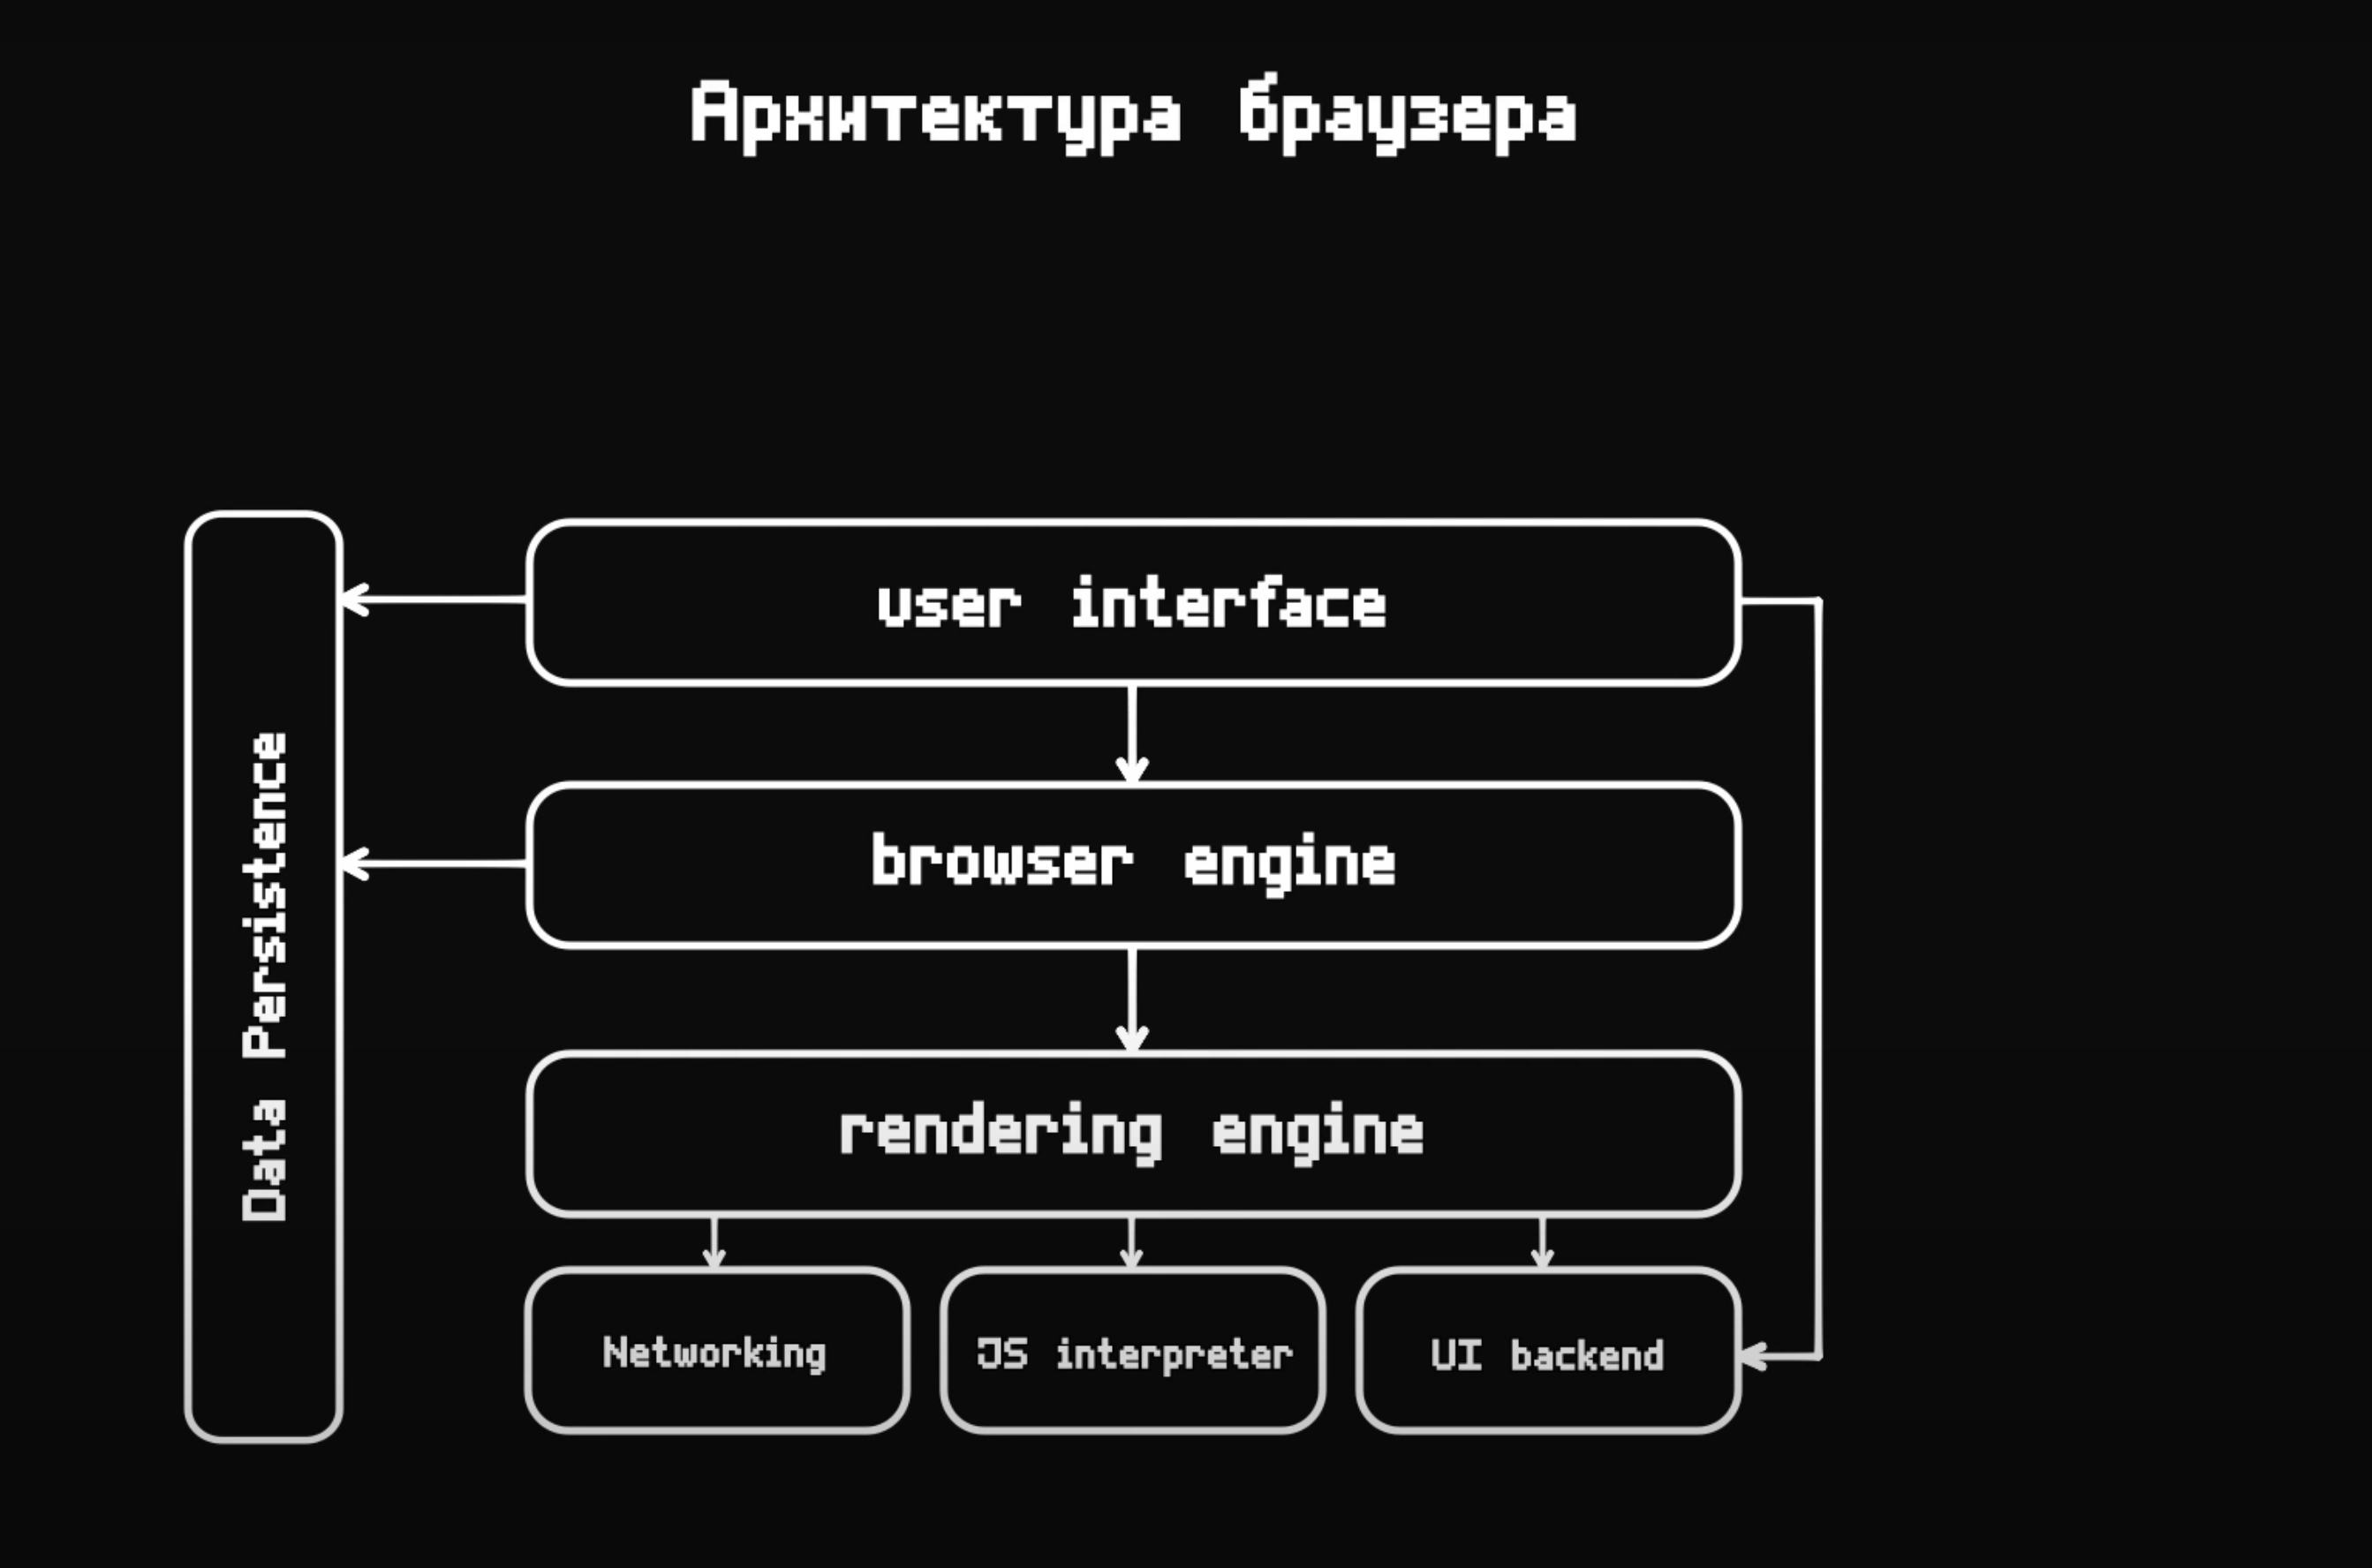 Архитектура браузера
user interface
Data Persistence
browser engine
rendering engine
Networking
JS interpreter
UI backend